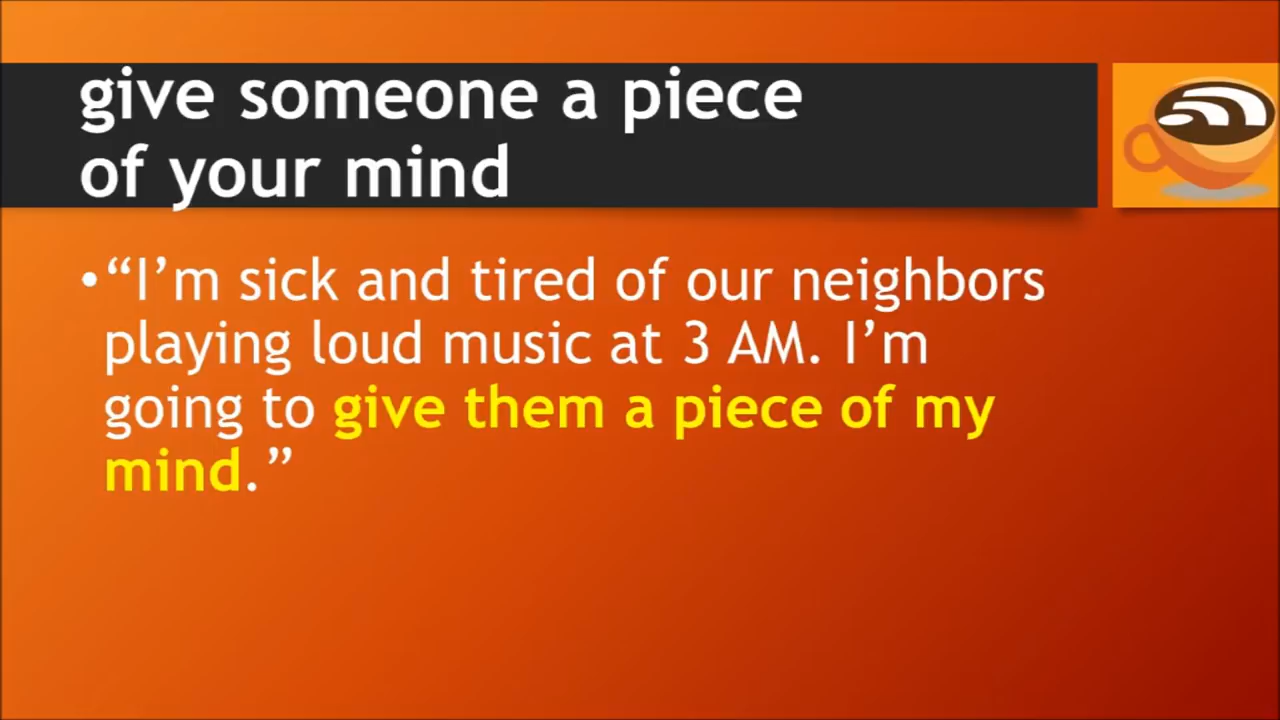 give someone a piece
of your mind
•“I’m sick and tired of our neighbors
playing loud music at 3 AM. I’m
going to give them a piece of my
mind.”